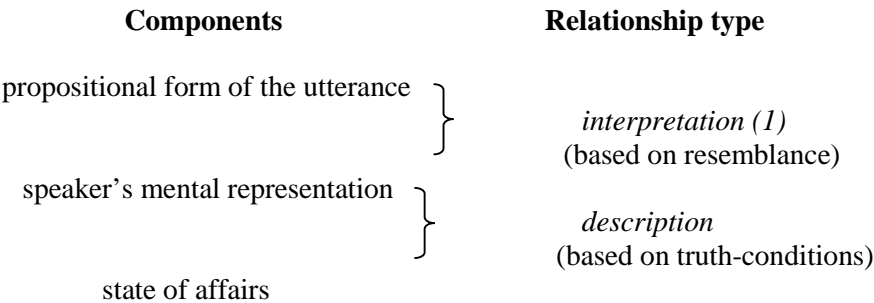 Components Relationship type
propositional form of the utterance
interpretation (1)
(based on resemblance)
speaker’s mental representation
description
(based on truth-conditions)
state of affairs